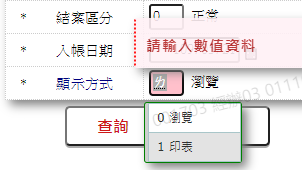 * 結案區分 0 正常
* 入帳日期
請輸入數值資料
* 顯示方式 瀏覽
查詢
0 瀏覽
1 印表